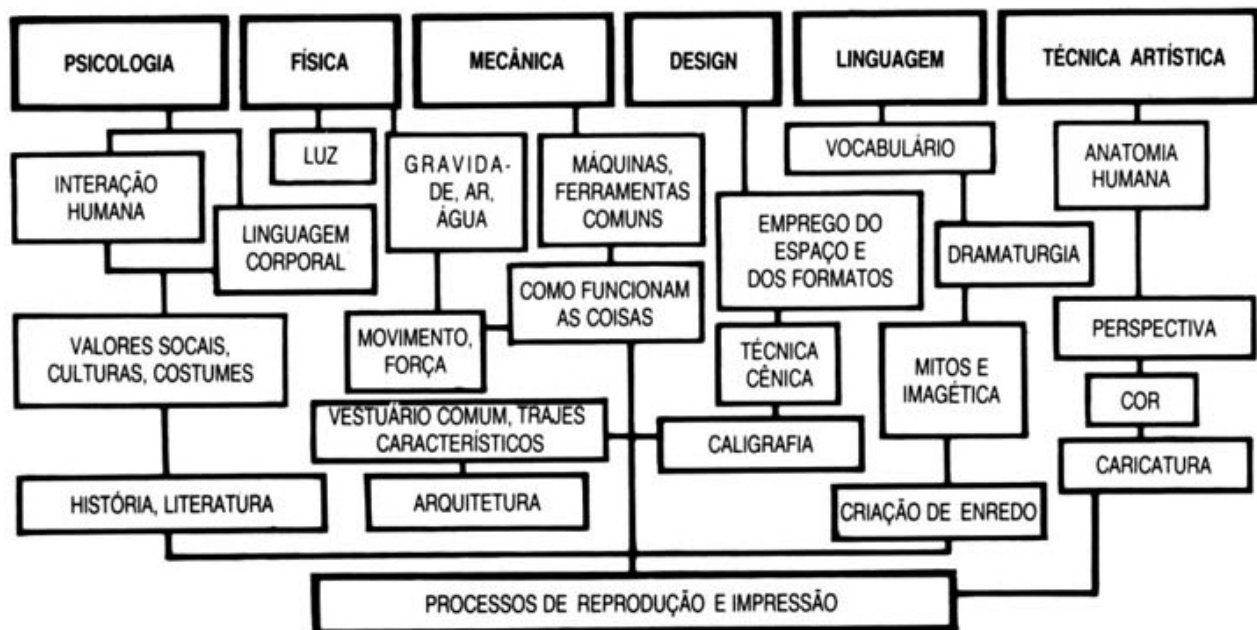 PSICOLOGIA
FÍSICA
MECÂNICA
DESIGN
LINGUAGEM
TÉCNICA ARTÍSTICA
INTERAÇÃO
HUMANA
LINGUAGEM
CORPORAL
VALORES SOCAIS,
CULTURAS, COSTUMES
HISTÓRIA, LITERATURA
LUZ
GRAVIDA-
DE, AR,
ÁGUA
MOVIMENTO,
FORÇA
MÁQUINAS,
FERRAMENTAS
COMUNS
COMO FUNCIONAM
AS COISAS
VESTUÁRIO COMUM, TRAJES
CARACTERÍSTICOS
ARQUITETURA
EMPREGO DO
ESPAÇO E
DOS FORMATOS
TÉCNICA
CÊNICA
CALIGRAFIA
VOCABULÁRIO
DRAMATURGIA
MITOS E
IMAGÉTICA
CRIAÇÃO DE ENREDO
ANATOMIA
HUMANA
PERSPECTIVA
COR
CARICATURA
PROCESSOS DE REPRODUÇÃO E IMPRESSÃO